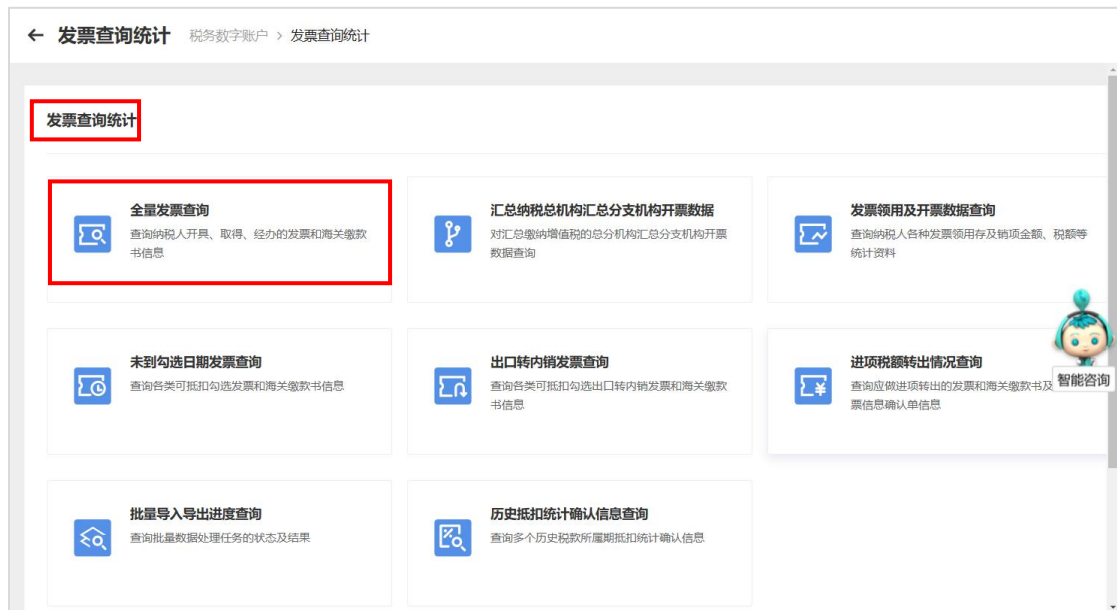 发票查询统计 税务数字账户 > 发票查询统计
发票查询统计
全量发票查询
查询纳税人开具、取得、经办的发票和海关缴款
书信息
汇总纳税总机构汇总分支机构开票数据
对汇总缴纳增值税的总分机构汇总分支机构开票
数据查询
发票领用及开票数据查询
查询纳税人各种发票领用存及销项金额、税额等
统计资料
未到勾选日期发票查询
查询各类可抵扣勾选发票和海关缴款书信息
出口转内销发票查询
查询各类可抵扣勾选出口转内销发票和海关缴款
书信息
进项税额转出情况查询
查询应做进项转出的发票和海关缴款书及
票信息确认单信息
智能咨询
批量导入导出进度查询
查询批量数据处理任务的状态及结果
历史抵扣统计确认信息查询
查询多个历史税款所属期抵扣统计确认信息